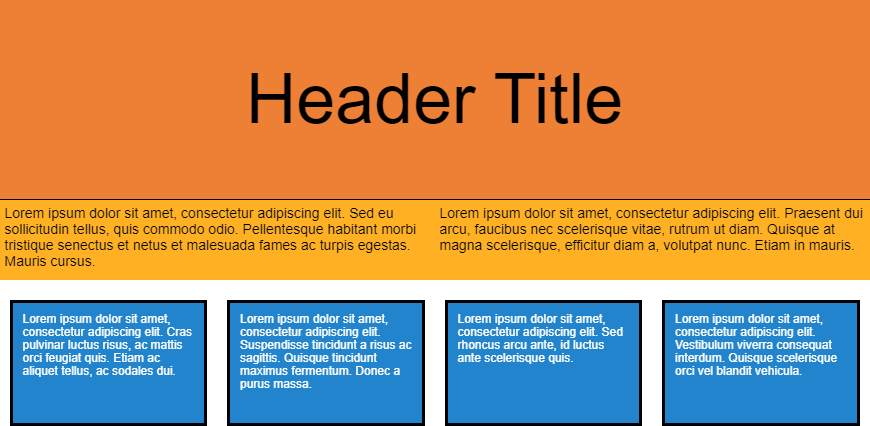 Header Title
Lorem ipsum dolor sit amet, consectetur adipiscing elit. Sed eu
sollicitudin tellus, quis commodo odio. Pellentesque habitant morbi
tristique senectus et netus et malesuada fames ac turpis egestas.
Mauris cursus.
Lorem ipsum dolor sit amet, consectetur adipiscing elit. Praesent dui
arcu, faucibus nec scelerisque vitae, rutrum ut diam. Quisque at
magna scelerisque, efficitur diam a, volutpat nunc. Etiam in mauris.
Lorem ipsum dolor sit amet,
consectetur adipiscing elit. Cras
pulvinar luctus risus, ac mattis
orci feugiat quis. Etiam ac
aliquet tellus, ac sodales dui.
Lorem ipsum dolor sit amet,
consectetur adipiscing elit.
Suspendisse tincidunt a risus ac
sagittis. Quisque tincidunt
maximus fermentum. Donec a
purus massa.
Lorem ipsum dolor sit amet,
consectetur adipiscing elit. Sed
rhoncus arcu ante, id luctus
ante scelerisque quis.
Lorem ipsum dolor sit amet,
consectetur adipiscing elit.
Vestibulum viverra consequat
interdum. Quisque scelerisque
orci vel blandit vehicula.